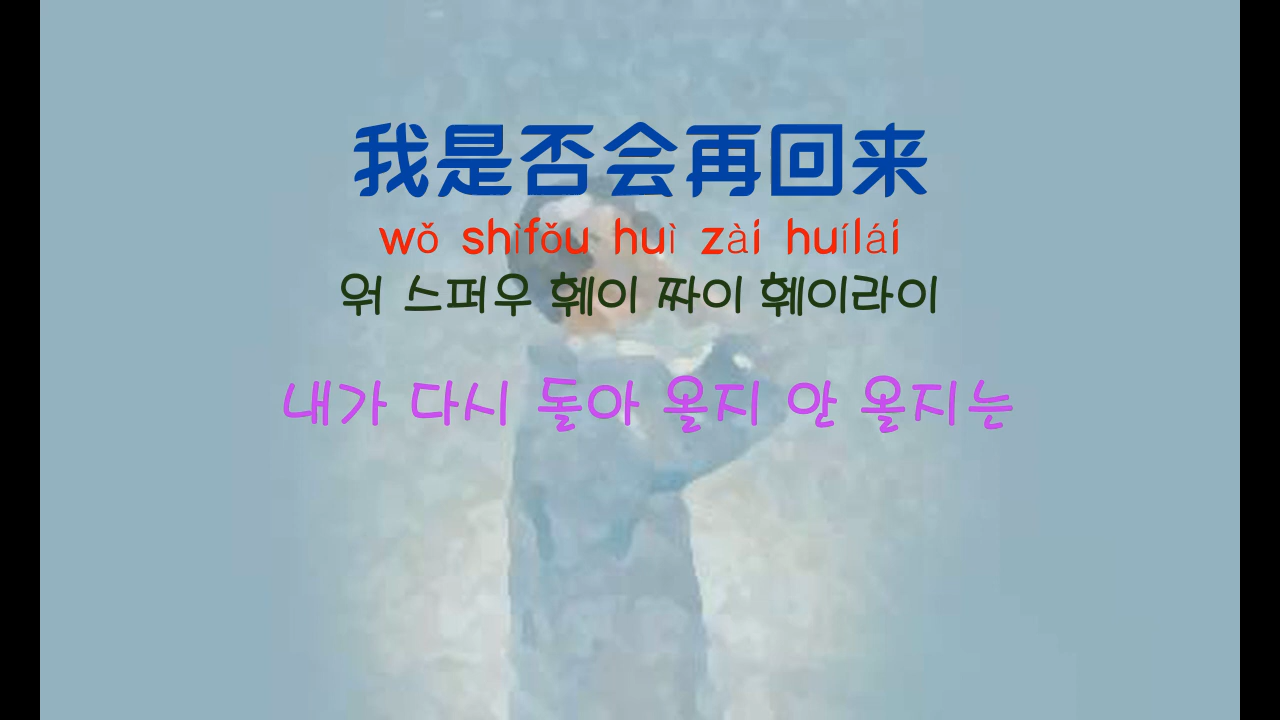 我是否会再回来
wǒ shìfǒu huì zài huílái
워 스퍼우 훼이 짜이 훼이라이
내가 다시 돌아 올지 안 올지는